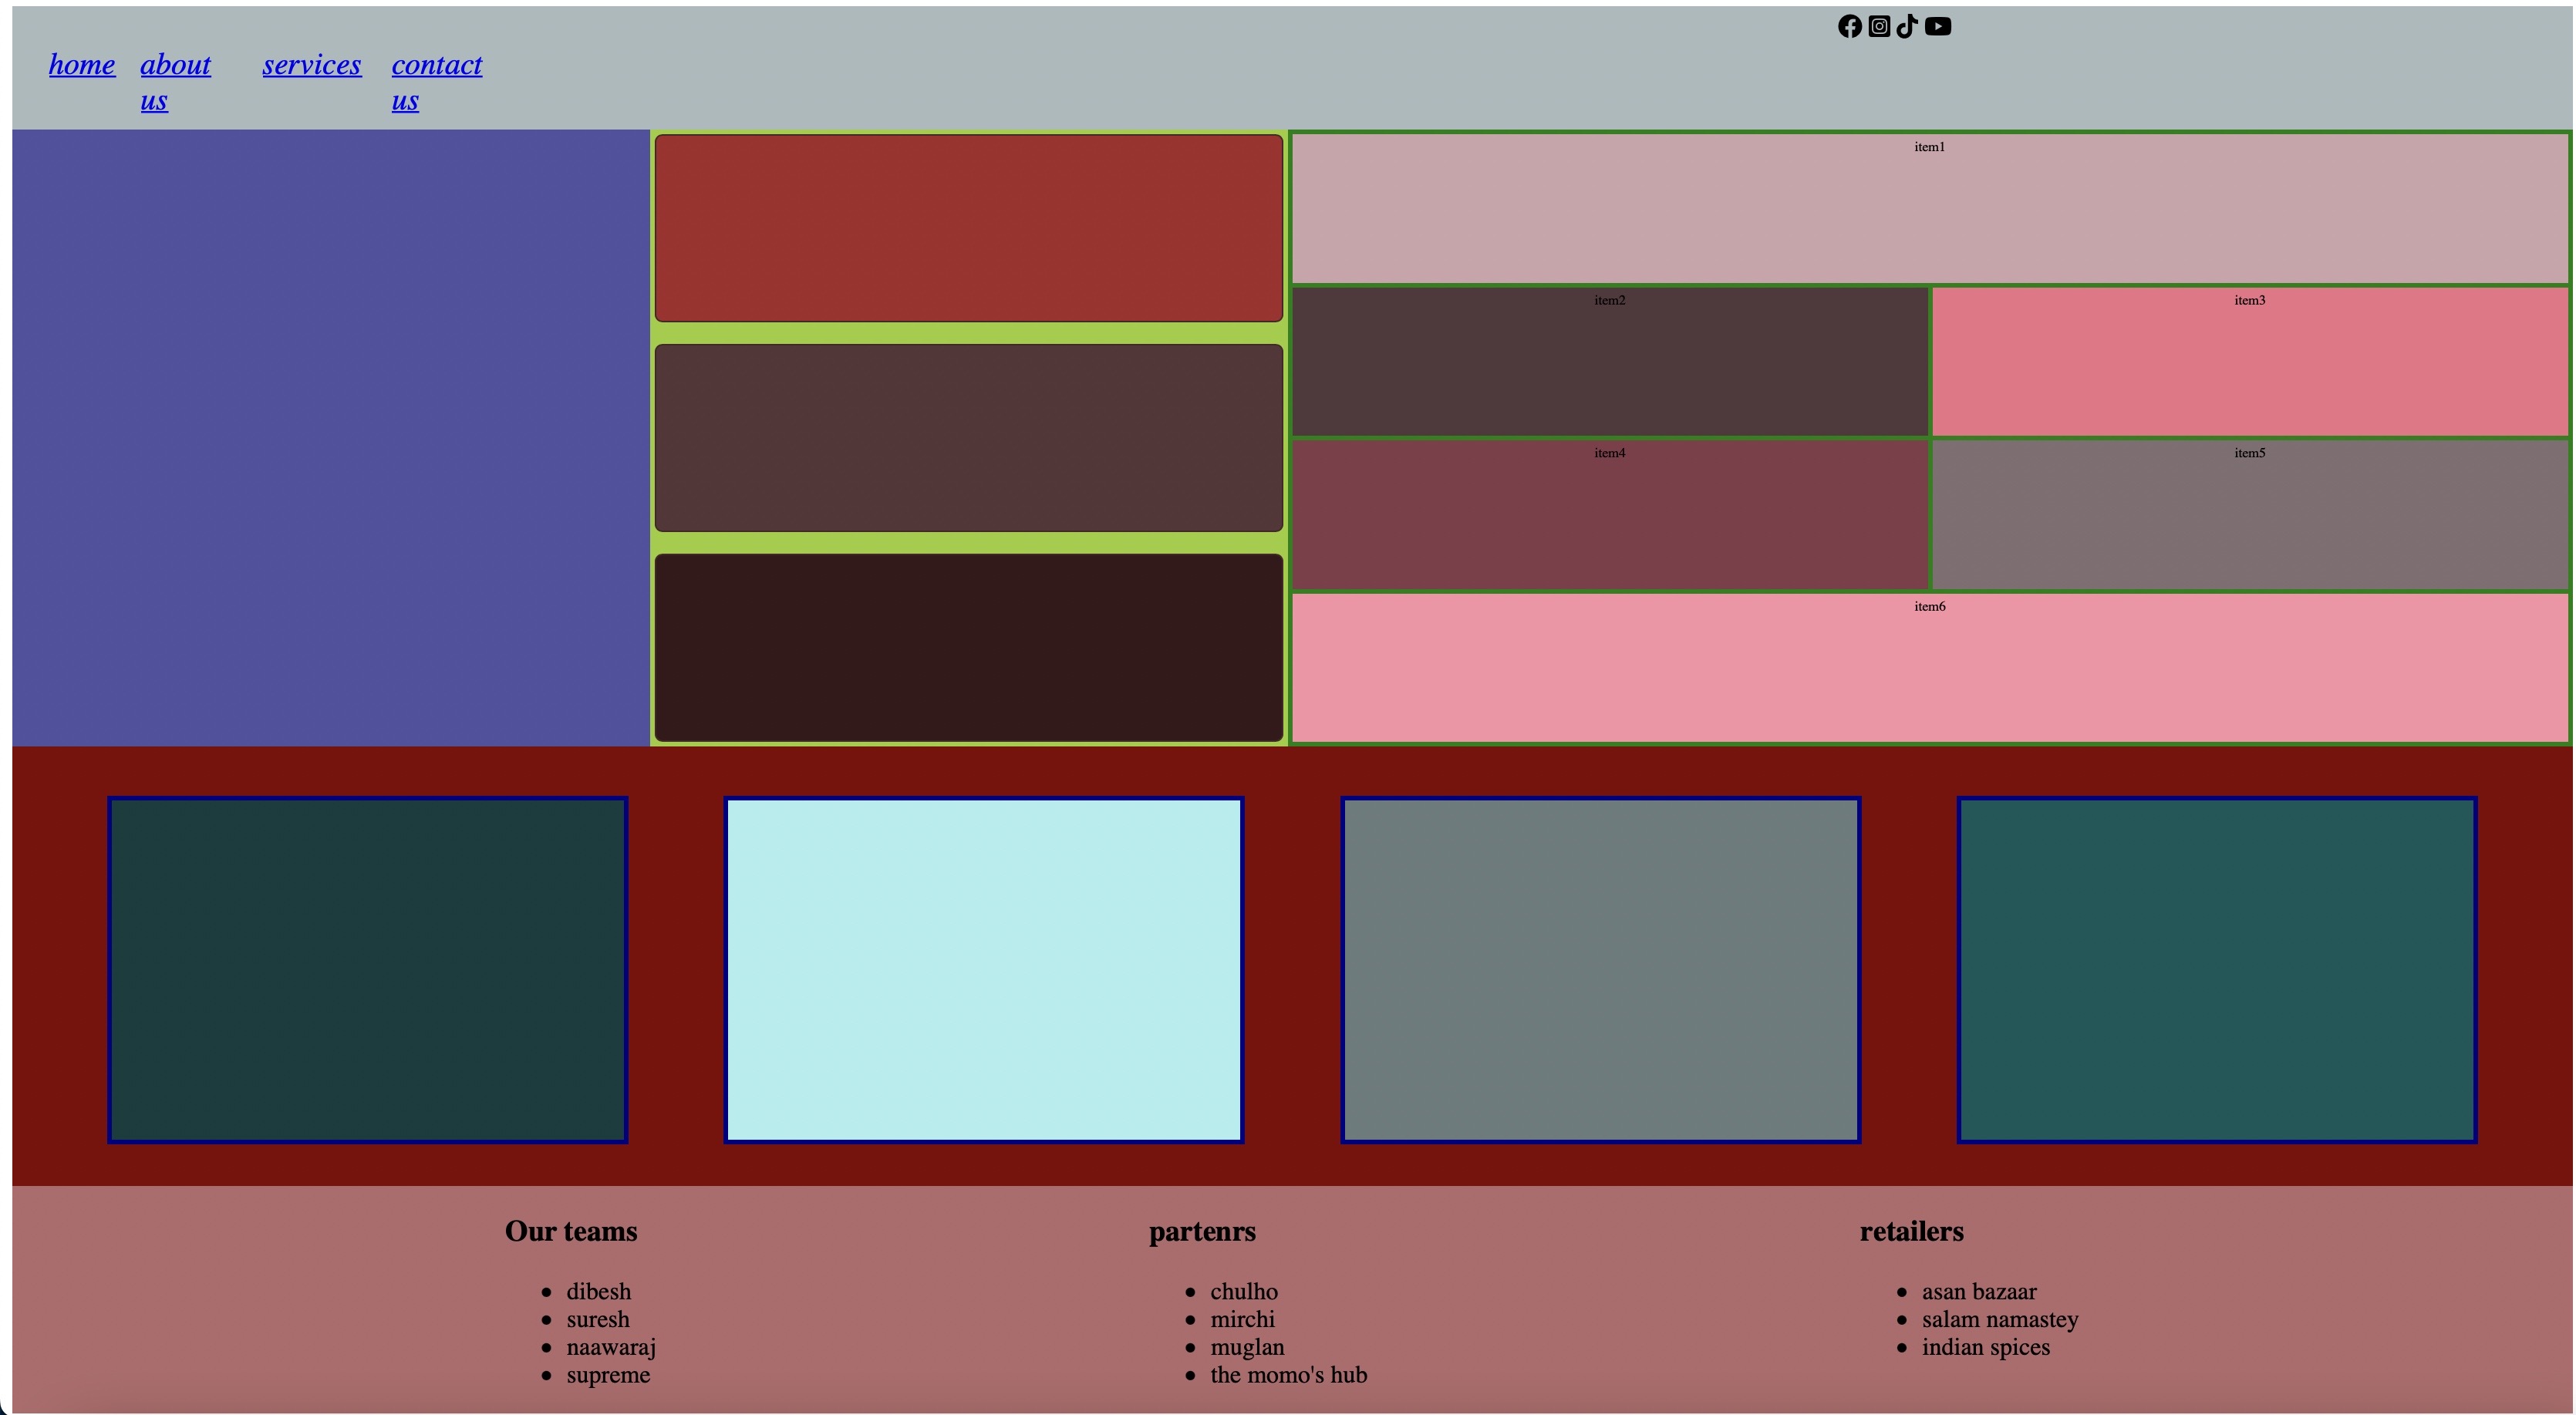 home about us services contact us
item1
item2 item3
item4 item5
item6
Our teams
dibesh
suresh
naawaraj
supreme
partenrs
chulho
mirchi
muglan
the momo's hub
retailers
asan bazaar
salam namastey
indian spices